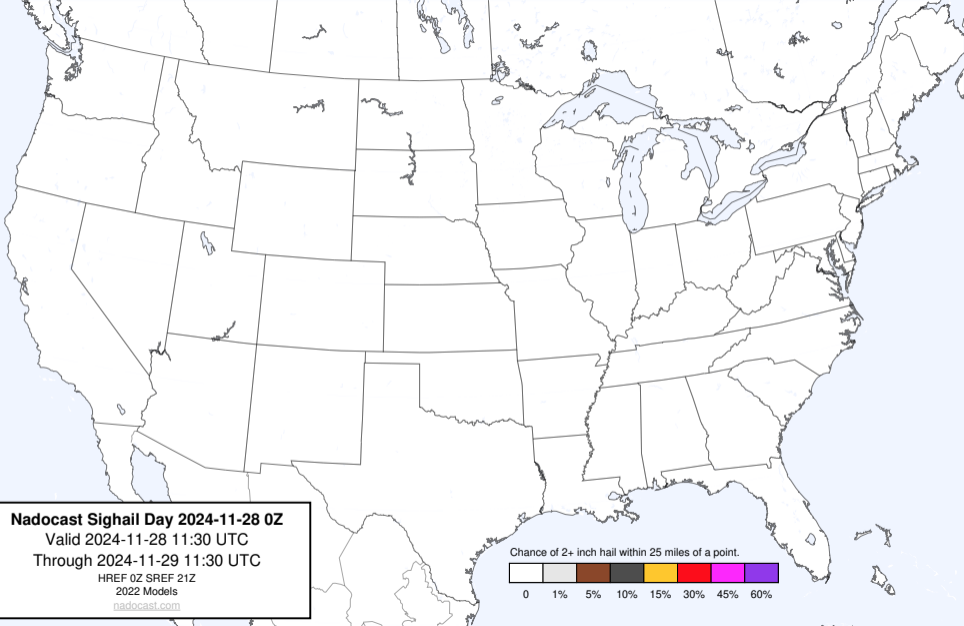 Nadocast Sighail Day 2024-11-28 0Z
Valid 2024-11-28 11:30 UTC
Through 2024-11-29 11:30 UTC
HREF 0Z SREF 21Z
2022 Models
nadocast.com
Chance of 2+ inch hail within 25 miles of a point.
0 1% 5% 10% 15% 30% 45% 60%